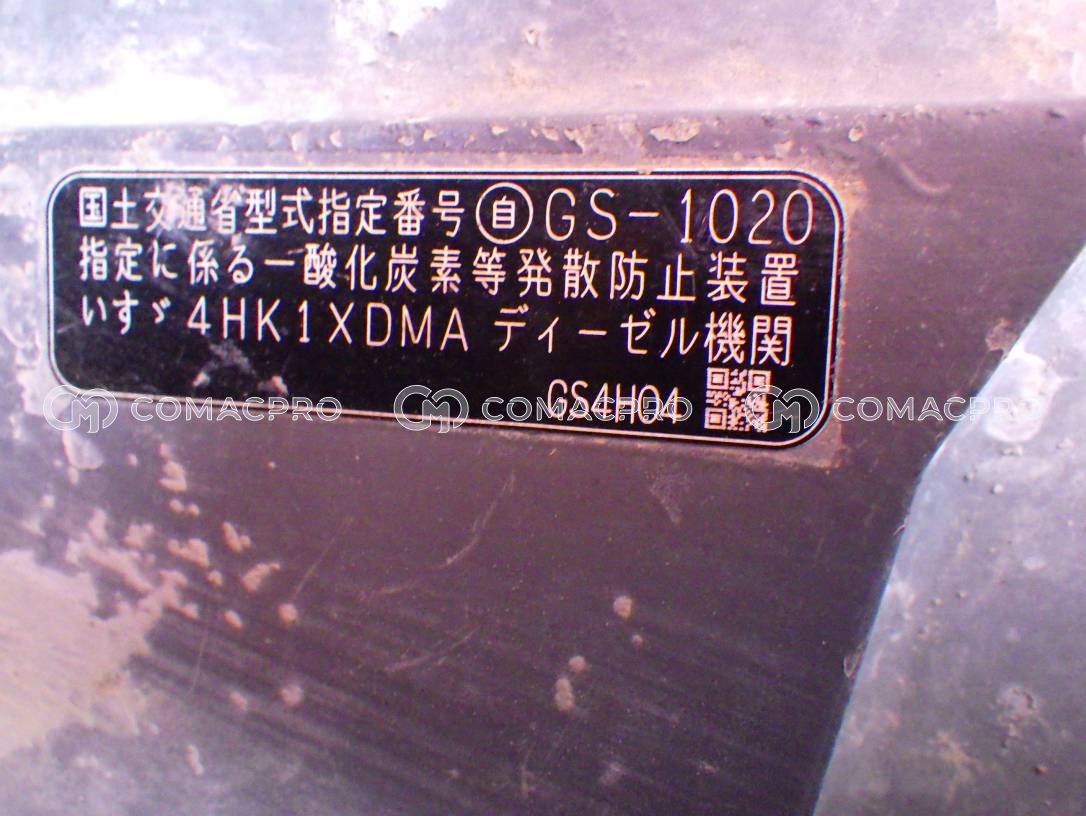 国土交通省型式指定番号 自 GS-1020
指定に係る一酸化炭素等発散防止装置
いすゞ 4HK1XDMA ディーゼル機関
GS4H04
COMACPRO COMACPRO COMACPRO